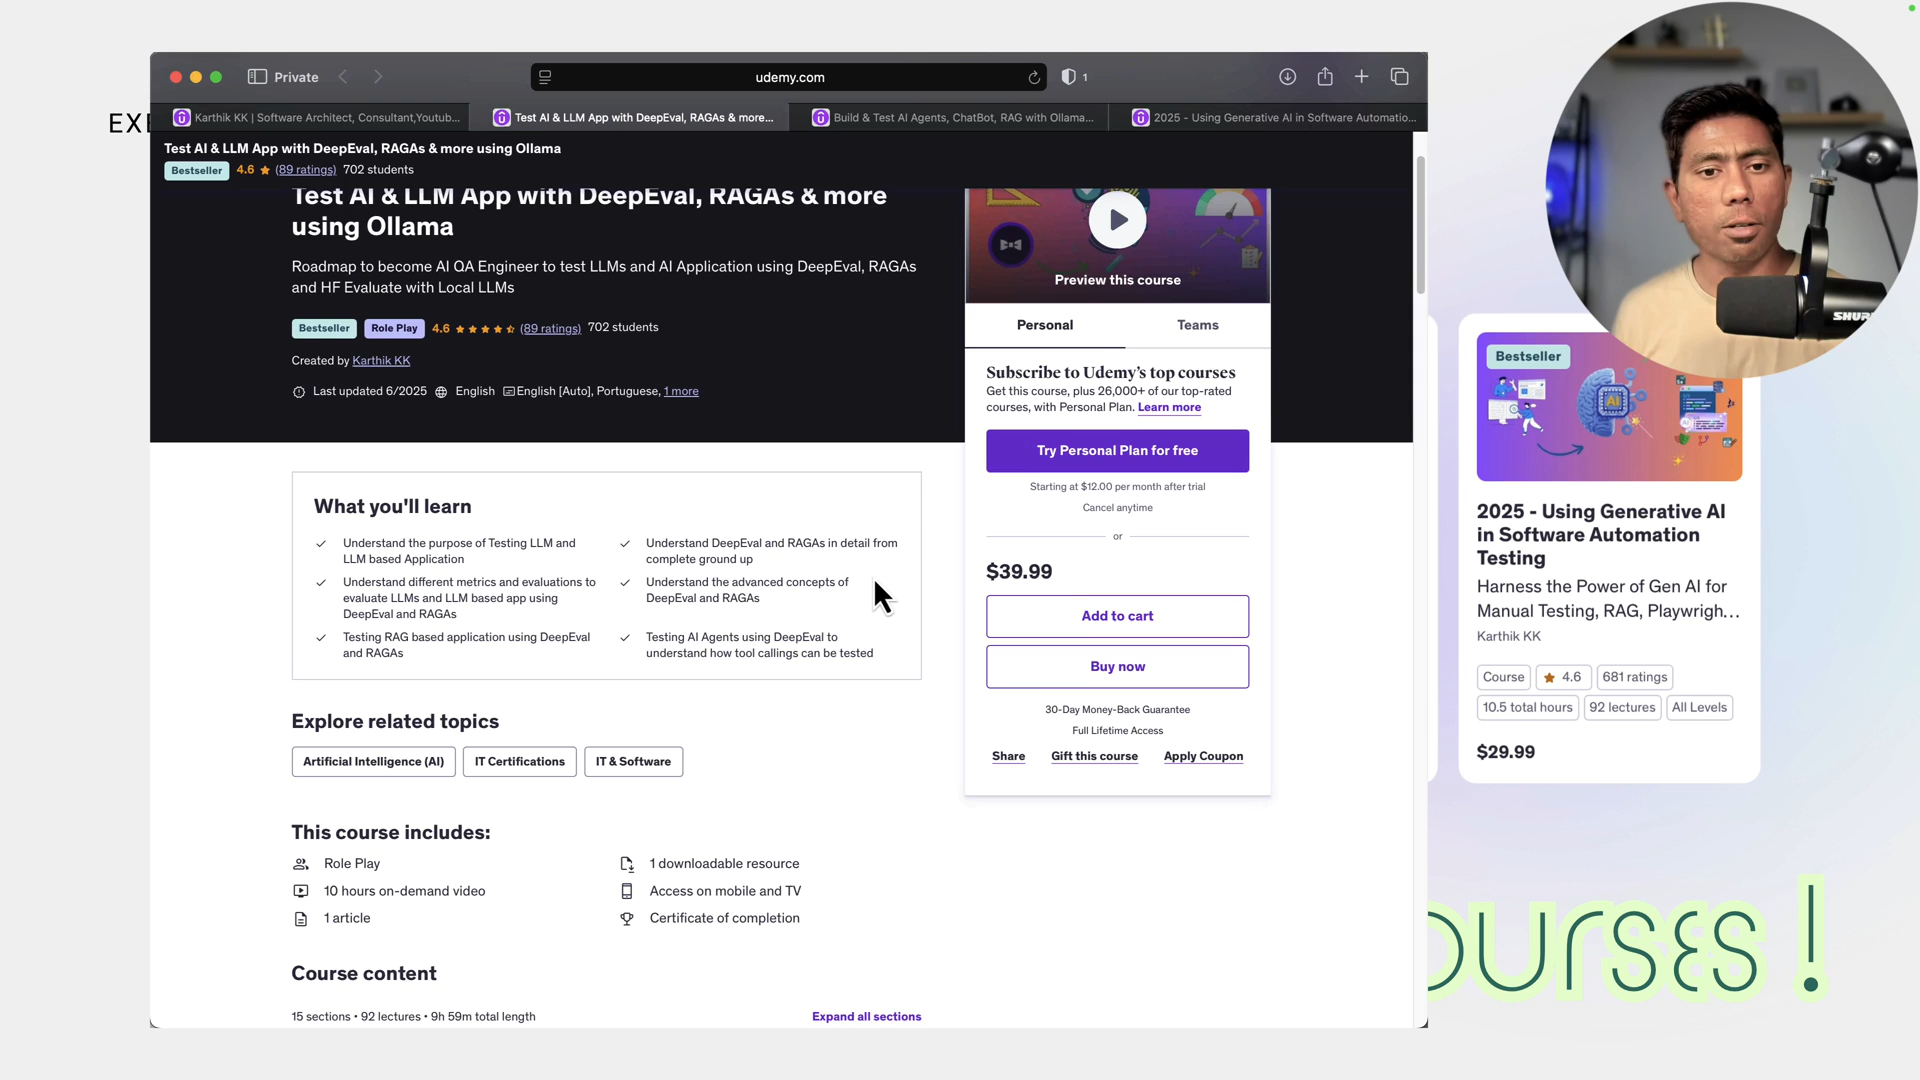 Private
udemy.com
1
EX
Karthik KK | Software Architect, Consultant,Youtub...
Test AI & LLM App with DeepEval, RAGAs & more...
Build & Test AI Agents, ChatBot, RAG with Ollama...
2025 - Using Generative AI in Software Automatio...
Test AI & LLM App with DeepEval, RAGAs & more using Ollama
Bestseller 4.6 (89 ratings) 702 students
Test AI & LLM App with DeepEval, RAGAs & more
using Ollama
Roadmap to become AI QA Engineer to test LLMs and AI Application using DeepEval, RAGAs
and HF Evaluate with Local LLMs
Bestseller Role Play 4.6 (89 ratings) 702 students
Created by Karthik KK
Last updated 6/2025 English English [Auto], Portuguese, 1 more
Preview this course
Personal Teams
Subscribe to Udemy's top courses
Get this course, plus 26,000+ of our top-rated
courses, with Personal Plan. Learn more
Try Personal Plan for free
Starting at $12.00 per month after trial
Cancel anytime
or
$39.99
Add to cart
Buy now
30-Day Money-Back Guarantee
Full Lifetime Access
Share Gift this course Apply Coupon
What you'll learn
Understand the purpose of Testing LLM and
LLM based Application
Understand different metrics and evaluations to
evaluate LLMs and LLM based app using
DeepEval and RAGAs
Testing RAG based application using DeepEval
and RAGAs
Understand DeepEval and RAGAs in detail from
complete ground up
Understand the advanced concepts of
DeepEval and RAGAs
Testing AI Agents using DeepEval to
understand how tool callings can be tested
Explore related topics
Artificial Intelligence (AI) IT Certifications IT & Software
This course includes:
Role Play
10 hours on-demand video
1 article
1 downloadable resource
Access on mobile and TV
Certificate of completion
Course content
15 sections • 92 lectures • 9h 59m total length
Expand all sections
SHURE
Bestseller
AI
2025 - Using Generative AI
in Software Automation
Testing
Harness the Power of Gen AI for
Manual Testing, RAG, Playwrigh...
Karthik KK
Course 4.6 681 ratings
10.5 total hours 92 lectures All Levels
$29.99
ourses!